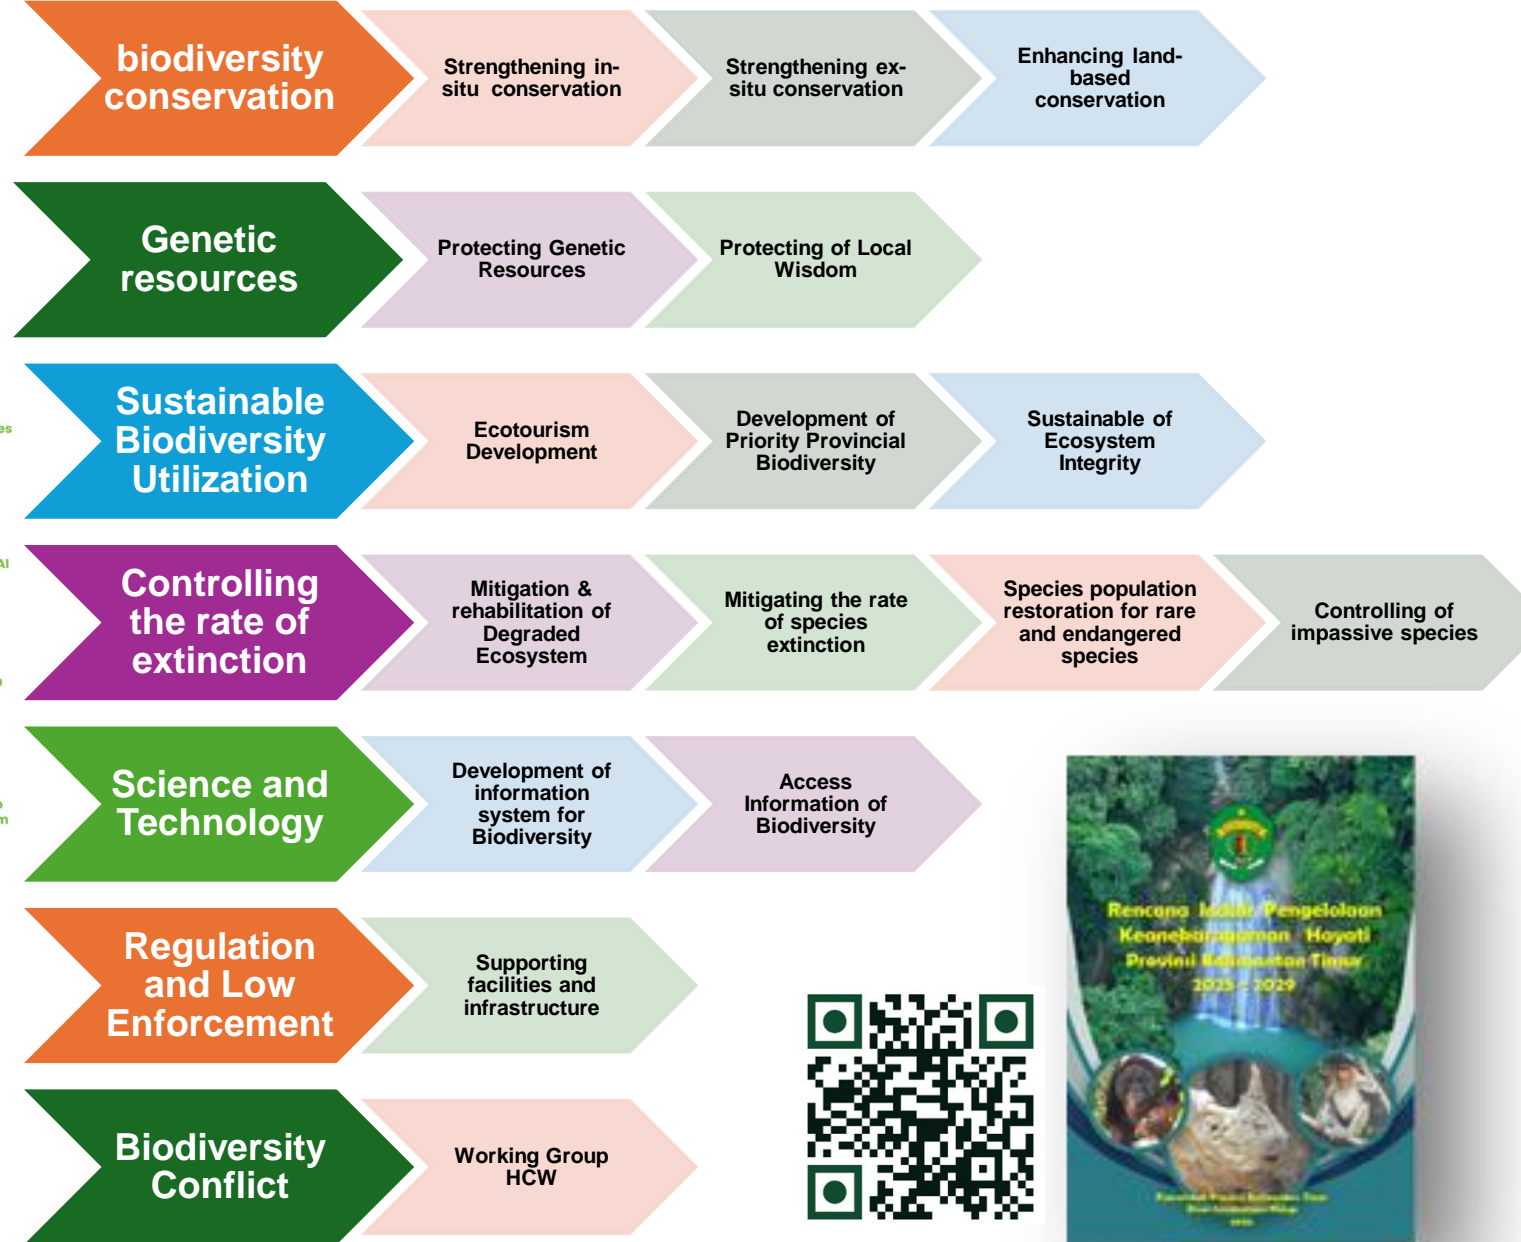 biodiversity
conservation
Strengthening in-
situ conservation
Strengthening ex-
situ conservation
Enhancing land-
based
conservation
Genetic
resources
Protecting Genetic
Resources
Protecting of Local
Wisdom
Sustainable
Biodiversity
Utilization
Ecotourism
Development
Development of
Priority Provincial
Biodiversity
Sustainable of
Ecosystem
Integrity
Controlling
the rate of
extinction
Mitigation &
rehabilitation of
Degraded
Ecosystem
Mitigating the rate
of species
extinction
Species population
restoration for rare
and endangered
species
Controlling of
impassive species
Science and
Technology
Development of
information
system for
Biodiversity
Access
Information of
Biodiversity
Regulation
and Low
Enforcement
Supporting
facilities and
infrastructure
Biodiversity
Conflict
Working Group
HCW
Rencana Induk Pengelolaan
Keanekaragaman Hayati
Provinsi Kalimantan Timur
2025 - 2029